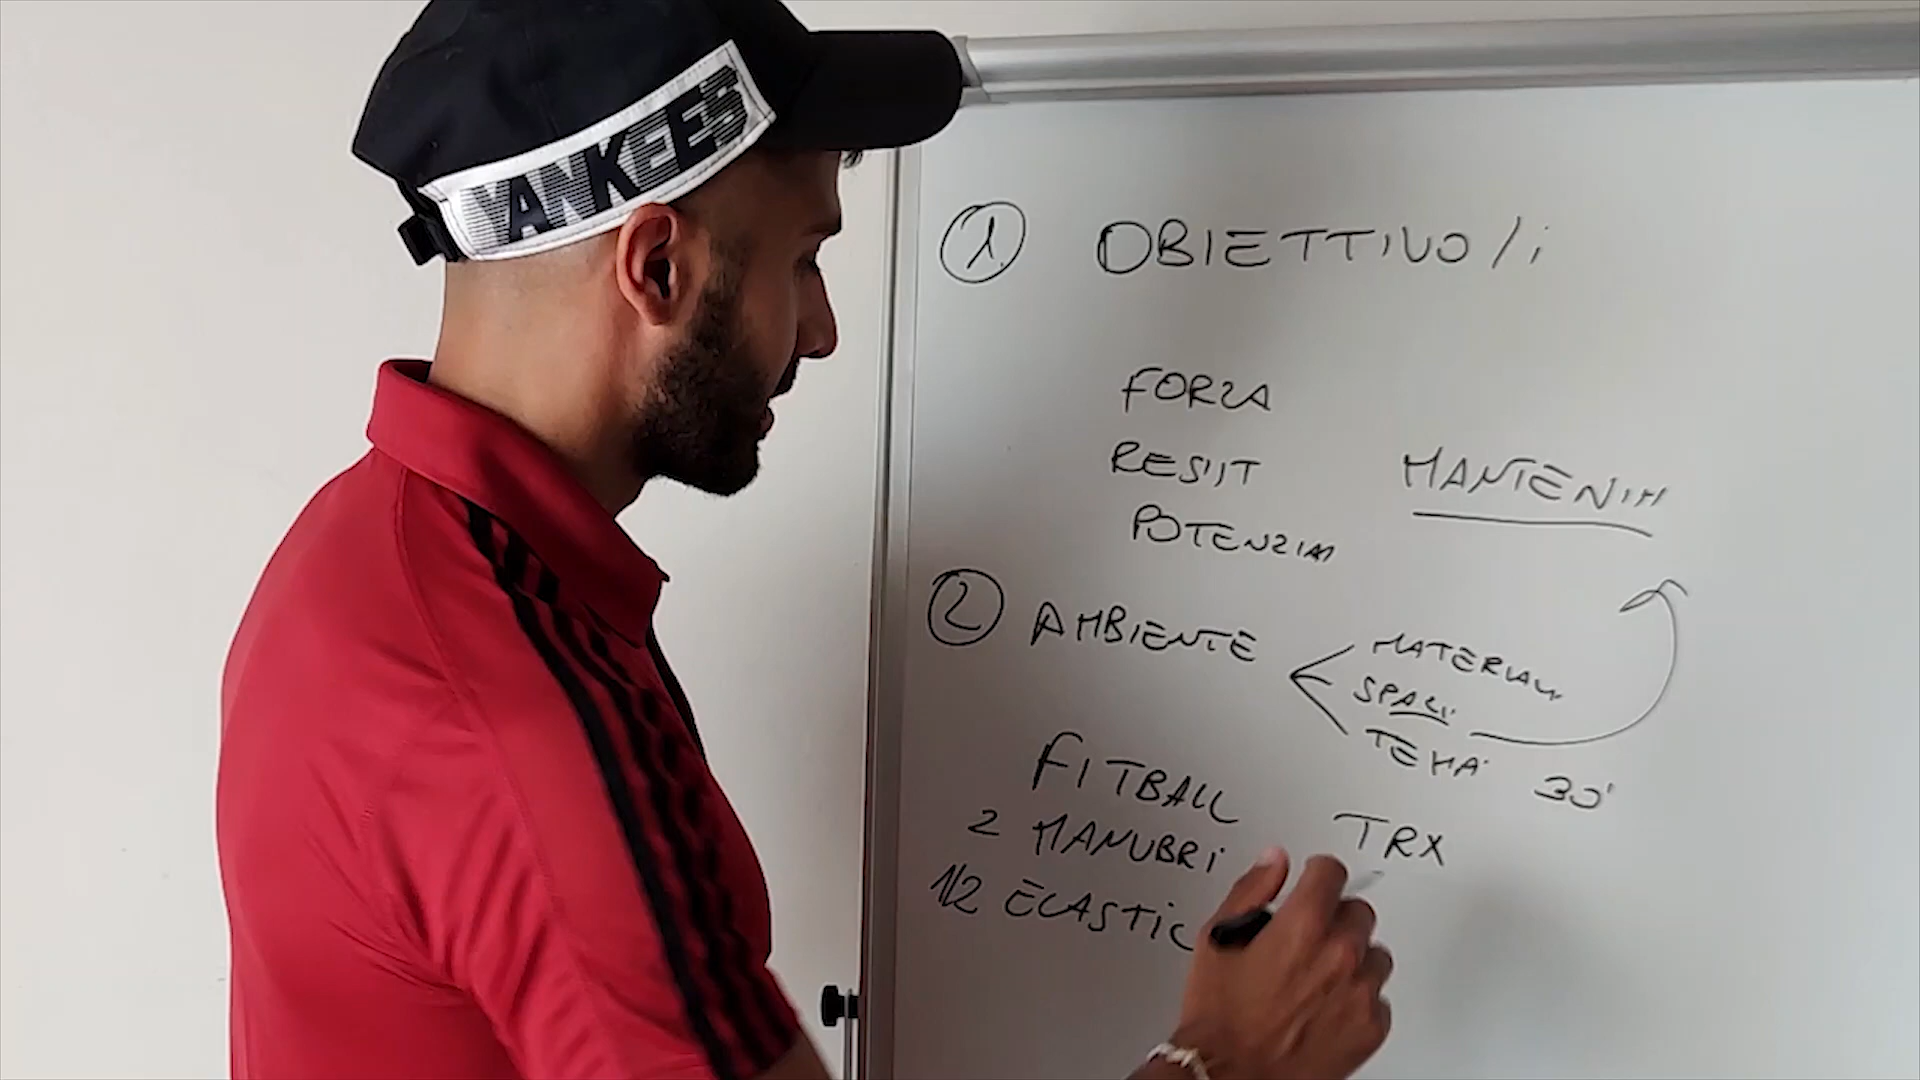 YANKEES
1. OBIETTIVO/i
FORZA
RESIST
POTENZIAM
MANTENIM
2 AMBIENTE
MATERIALI
SPAZI
TEMPI 30'
FITBALL
2 MANUBRi
TRX
1/2 ELASTIC